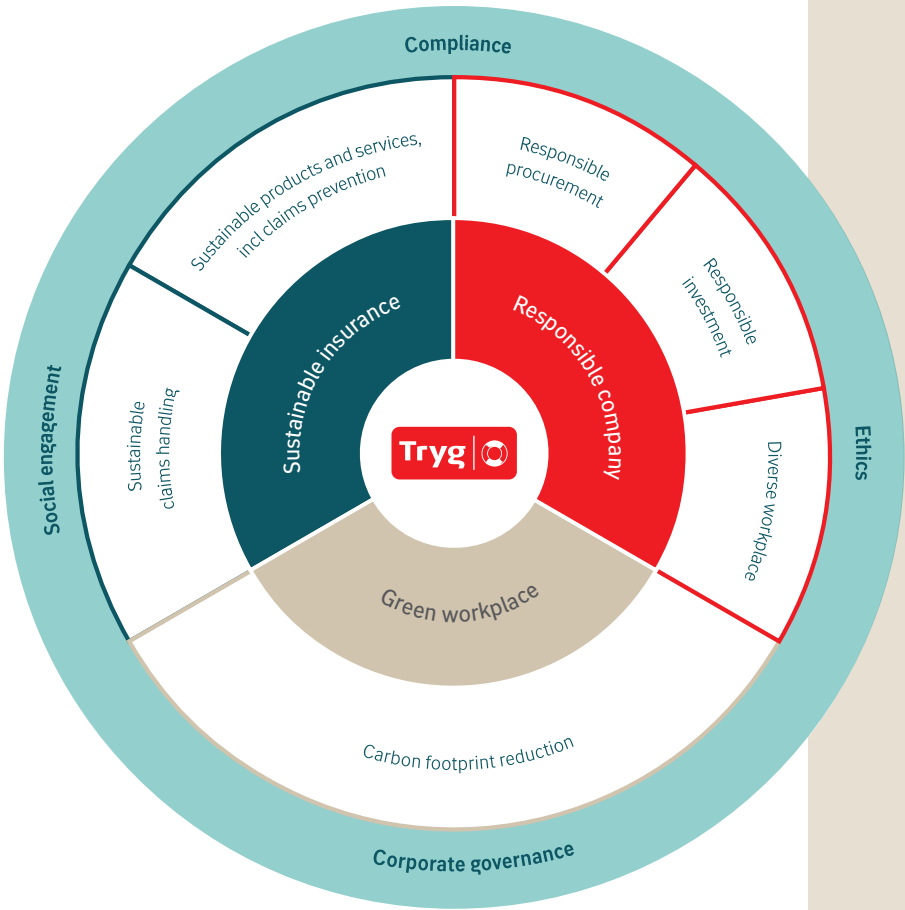 Compliance
Sustainable products and services,
incl claims prevention
Responsible
procurement
Responsible
investment
Sustainable insurance
Responsible company
Social engagement
Sustainable
claims handling
Tryg
Diverse workplace
Ethics
Green workplace
Carbon footprint reduction
Corporate governance